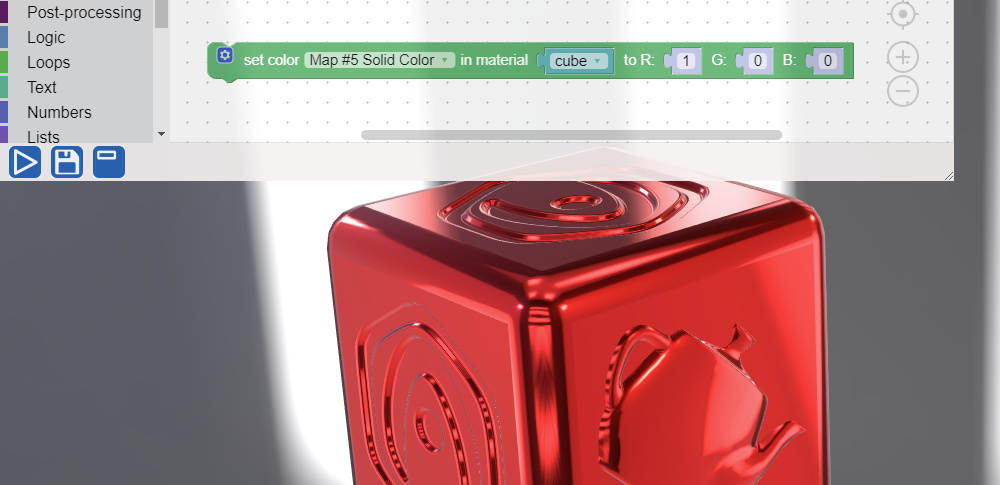 Post-processing
Logic
Loops
Text
Numbers
Lists
set color Map #5 Solid Color in material cube to R: 1 G: 0 B: 0